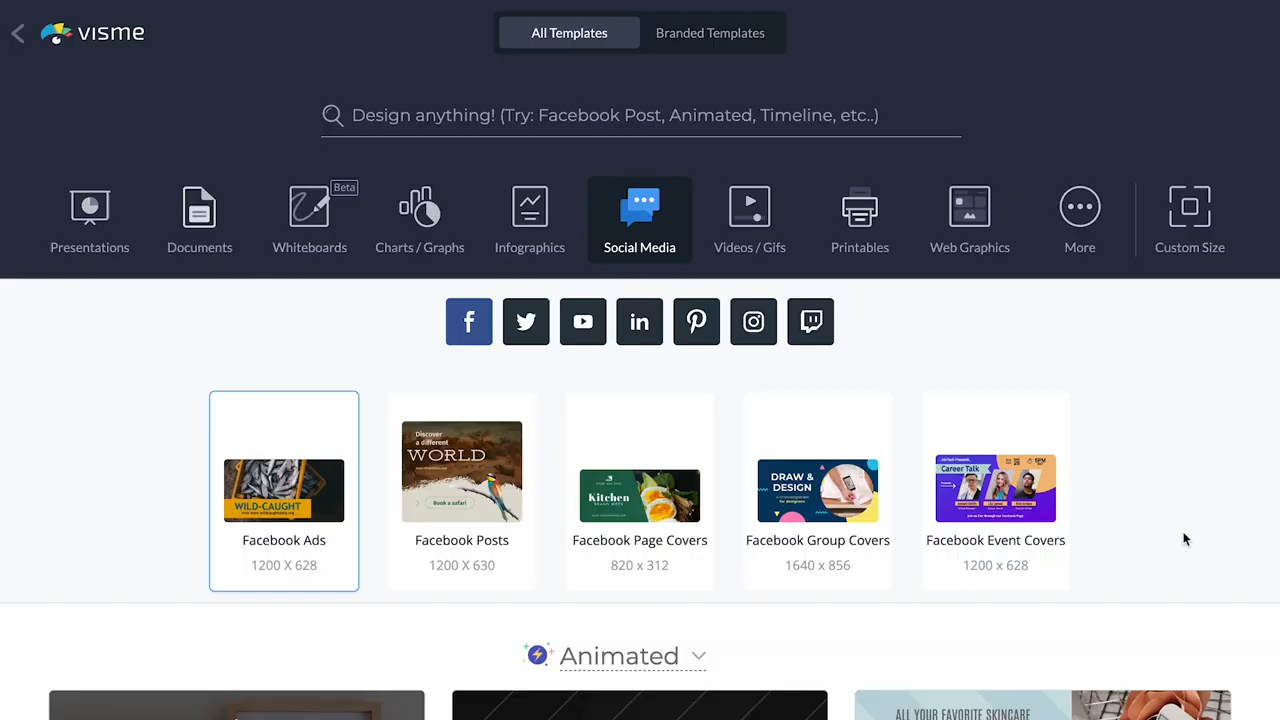 visme
All Templates
Branded Templates
Design anything! (Try: Facebook Post, Animated, Timeline, etc..)
Beta
Presentations
Documents
Whiteboards
Charts / Graphs
Infographics
Social Media
Videos / Gifs
Printables
Web Graphics
More
Custom Size
WILD-CAUGHT
Discover
a different
WORLD
Book a safari
Kitchen
DRAW &
DESIGN
Career Talk
5PM
Facebook Ads
1200 X 628
Facebook Posts
1200 X 630
Facebook Page Covers
820 x 312
Facebook Group Covers
1640 x 856
Facebook Event Covers
1200 x 628
Animated
ALL YOUR FAVORITE SKINCARE